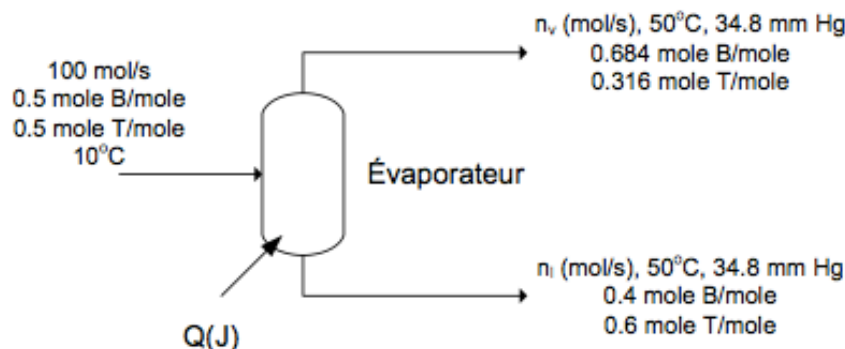 100 mol/s
0.5 mole B/mole
0.5 mole T/mole
10°C
nᵥ (mol/s), 50°C, 34.8 mm Hg
0.684 mole B/mole
0.316 mole T/mole
Évaporateur
nₗ (mol/s), 50°C, 34.8 mm Hg
0.4 mole B/mole
0.6 mole T/mole
Q(J)